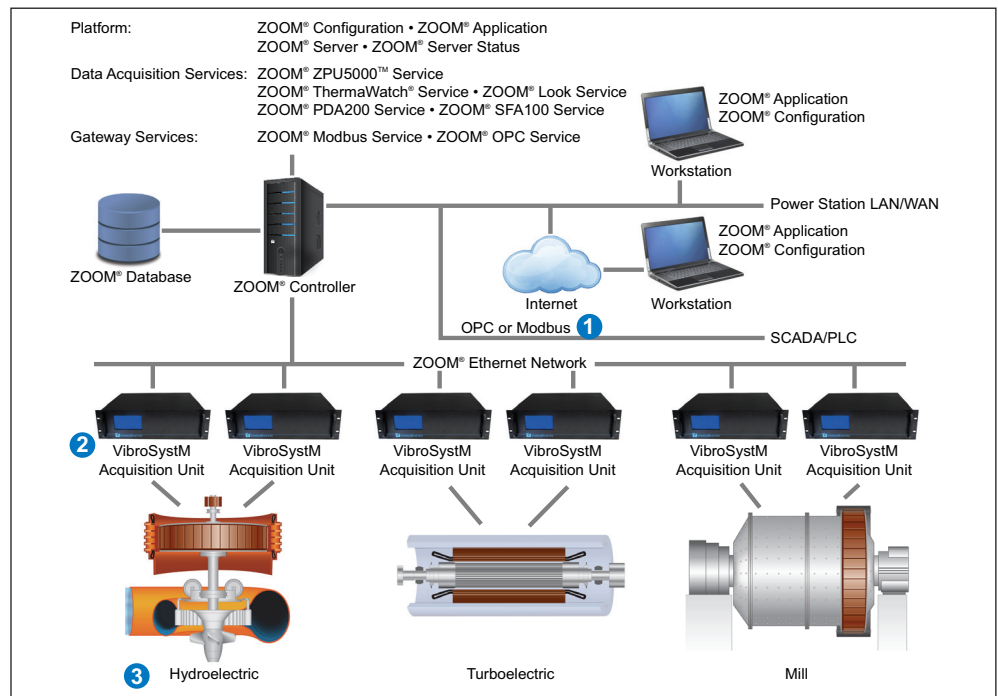 Platform: ZOOM® Configuration • ZOOM® Application
ZOOM® Server • ZOOM® Server Status
Data Acquisition Services: ZOOM® ZPU5000™ Service
ZOOM® ThermaWatch® Service • ZOOM® Look Service
ZOOM® PDA200 Service • ZOOM® SFA100 Service
Gateway Services: ZOOM® Modbus Service • ZOOM® OPC Service
ZOOM® Application
ZOOM® Configuration
Workstation
Power Station LAN/WAN
ZOOM® Application
ZOOM® Configuration
ZOOM® Database
ZOOM® Controller
Internet
Workstation
OPC or Modbus 1
SCADA/PLC
ZOOM® Ethernet Network
2
VibroSystM
Acquisition Unit
VibroSystM
Acquisition Unit
VibroSystM
Acquisition Unit
VibroSystM
Acquisition Unit
VibroSystM
Acquisition Unit
VibroSystM
Acquisition Unit
3 Hydroelectric
Turboelectric
Mill